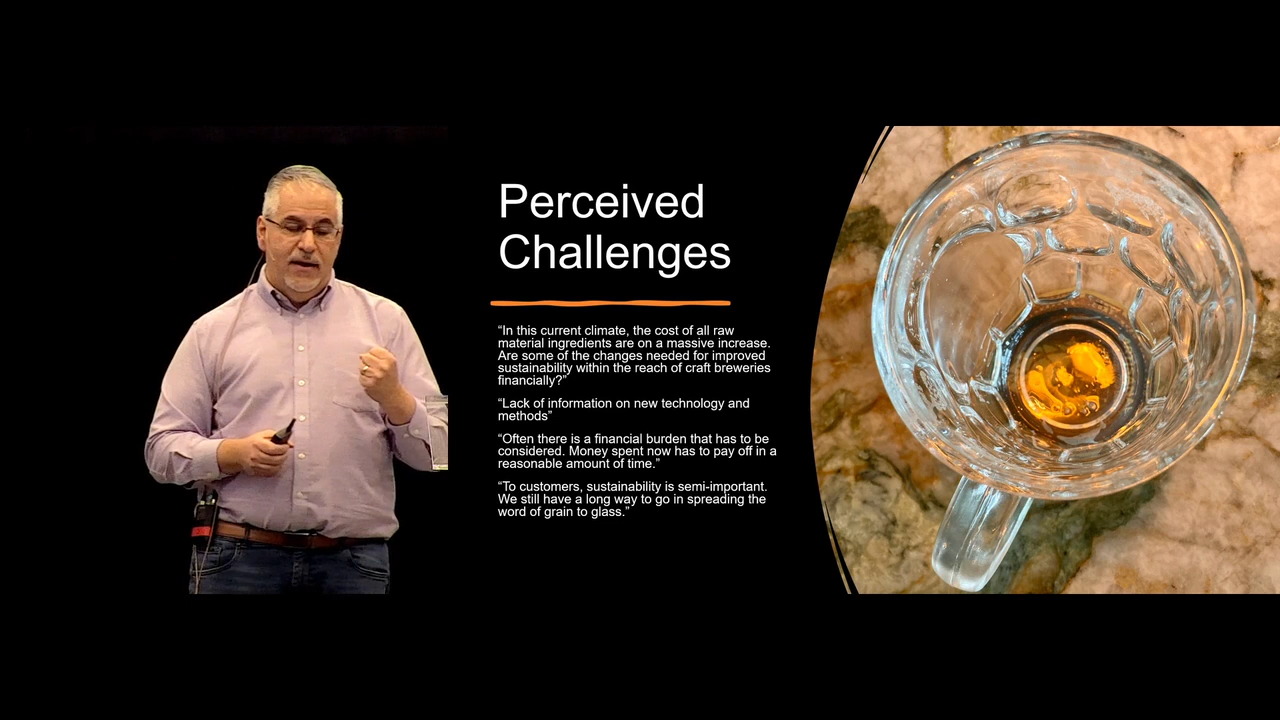 Perceived
Challenges
“In this current climate, the cost of all raw
material ingredients are on a massive increase.
Are some of the changes needed for improved
sustainability within the reach of craft breweries
financially?”
“Lack of information on new technology and
methods”
“Often there is a financial burden that has to be
considered. Money spent now has to pay off in a
reasonable amount of time.”
“To customers, sustainability is semi-important.
We still have a long way to go in spreading the
word of grain to glass.”